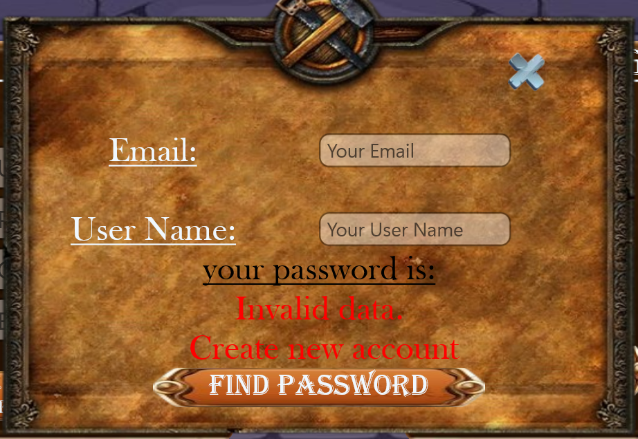 Email:
Your Email
User Name:
Your User Name
your password is:
Invalid data.
Create new account
FIND PASSWORD